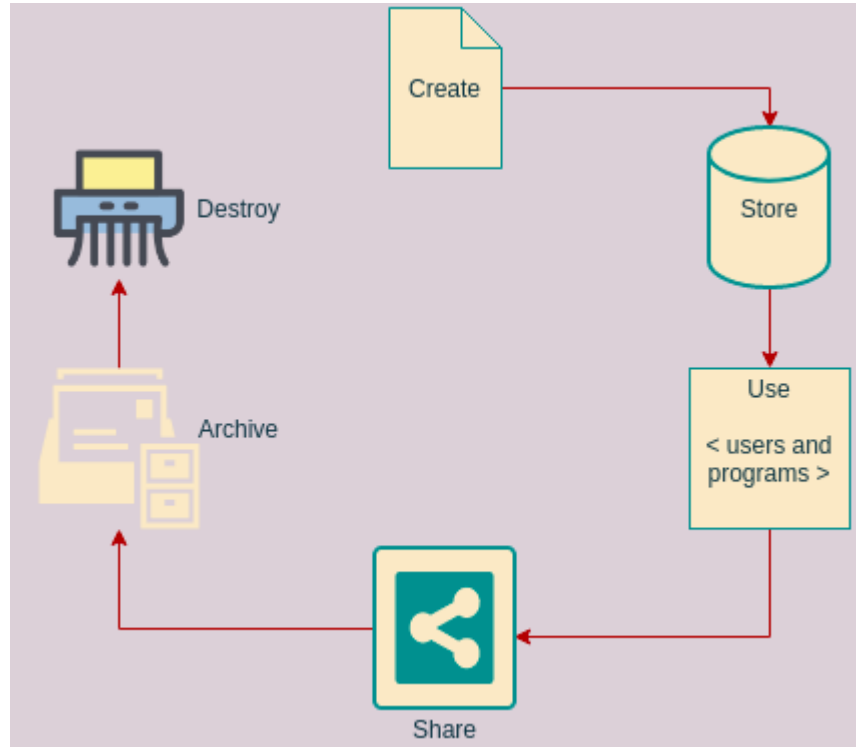 Create
Store
Use
< users and
programs >
Share
Archive
Destroy